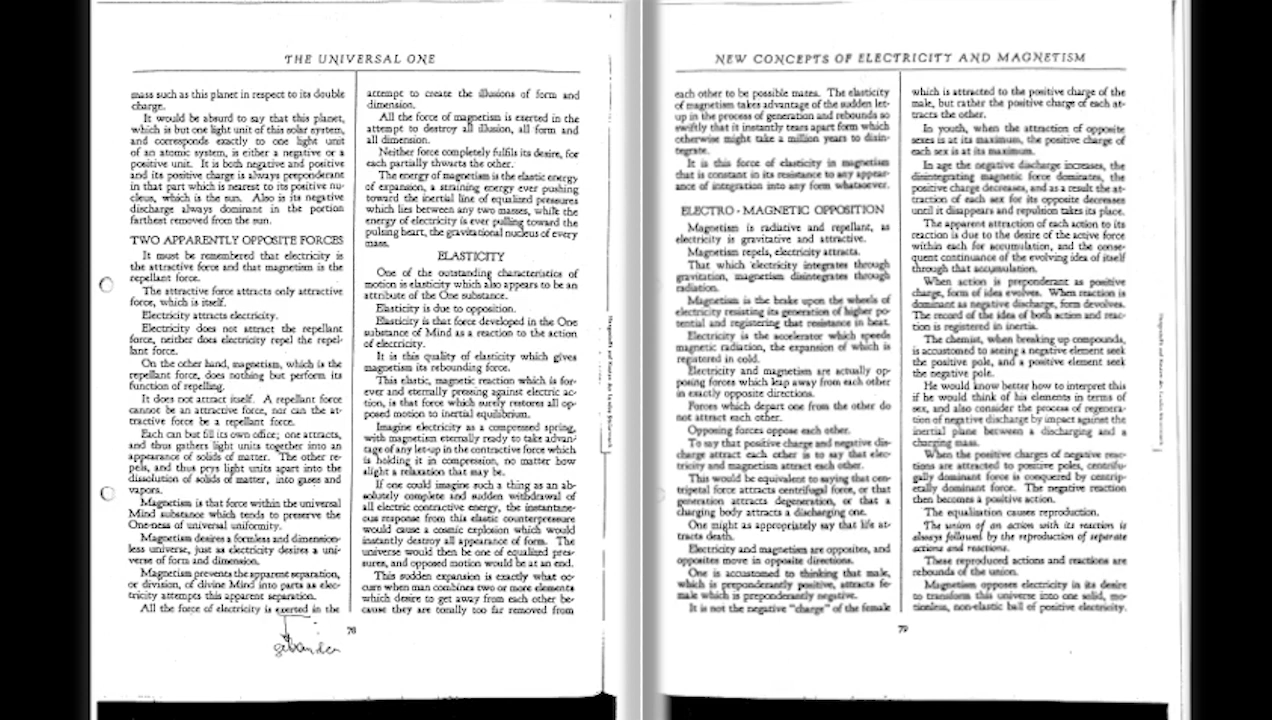 THE UNIVERSAL ONE
mass such as this planet in respect to its double
charge.
It would be absurd to say that this planet,
which is but one light unit of this solar system,
and corresponds exactly to one light unit
of an atomic system, is either a negative or a
positive unit. It is both negative and positive
and its positive charge is always preponderant
in that part which is nearest to its positive nu-
cleus, which is the sun. Also is its negative
discharge always dominant in the portion
farthest removed from the sun.
TWO APPARENTLY OPPOSITE FORCES
It must be remembered that electricity is
the attractive force and that magnetism is the
repellant force.
The attractive force attracts only attractive
force, which is itself.
Electricity attracts electricity.
Electricity does not attract the repellant
force, neither does electricity repel the repel-
lant force.
On the other hand, magnetism, which is the
repellant force, does nothing but perform its
function of repelling.
It does not attract itself. A repellant force
cannot be an attractive force, nor can the at-
tractive force be a repellant force.
Each can but fill its own office; one attracts,
and thus gathers light units together into an
appearance of solids of matter. The other re-
pels, and thus prys light units apart into the
dissolution of solids of matter, into gases and
vapors.
Magnetism is that force within the universal
Mind substance which tends to preserve the
One-ness of universal uniformity.
Magnetism desires a formless and dimension-
less universe, just as electricity desires a uni-
verse of form and dimension.
Magnetism prevents the apparent separation,
or division, of divine Mind into parts as elec-
tricity attempts this apparent separation.
All the force of electricity is exerted in the
attempt to create the illusions of form and
dimension.
All the force of magnetism is exerted in the
attempt to destroy all illusion, all form and
all dimension.
Neither force completely fulfils its desire, for
each partially thwarts the other.
The energy of magnetism is the elastic energy
of expansion, a straining energy ever pushing
toward the inertial line of equalized pressures
which lies between any two masses, while the
energy of electricity is ever pulling toward the
pulsing heart, the gravitational nucleus of every
mass.
ELASTICITY
One of the outstanding characteristics of
motion is elasticity which also appears to be an
attribute of the One substance.
Elasticity is due to opposition.
Elasticity is that force developed in the One
substance of Mind as a reaction to the action
of electricity.
It is this quality of elasticity which gives
magnetism its rebounding force.
This elastic, magnetic reaction which is for-
ever and eternally pressing against electric ac-
tion, is that force which surely restores all op-
posed motion to inertial equilibrium.
Imagine electricity as a compressed spring,
with magnetism eternally ready to take advan-
tage of any let-up in the contractive force which
is holding it in compression, no matter how
slight a relaxation that may be.
If one could imagine such a thing as an ab-
solutely complete and sudden withdrawal of
all electric contractive energy, the instantane-
ous response from this elastic counterpressure
would cause a cosmic explosion which would
instantly destroy all appearance of form. The
universe would then be one of equalized pres-
sures, and opposed motion would be at an end.
This sudden expansion is exactly what oc-
curs when man combines two or more elements
which desire to get away from each other be-
cause they are totally too far removed from
78
NEW CONCEPTS OF ELECTRICITY AND MAGNETISM
each other to be possible mates. The elasticity
of magnetism takes advantage of the sudden let-
up in the process of generation and rebounds so
swiftly that it instantly tears apart form which
otherwise might take a million years to disin-
tegrate.
It is this force of elasticity in magnetism
that is constant in its resistance to any appear-
ance of integration into any form whatsoever.
ELECTRO-MAGNETIC OPPOSITION
Magnetism is radiative and repellant, as
electricity is gravitative and attractive.
Magnetism repels, electricity attracts.
That which electricity integrates through
gravitation, magnetism disintegrates through
radiation.
Magnetism is the brake upon the wheels of
electricity resisting its generation of higher po-
tential and registering that resistance in heat.
Electricity is the accelerator which speeds
magnetic radiation, the expansion of which is
registered in cold.
Electricity and magnetism are actually op-
posing forces which leap away from each other
in exactly opposite directions.
Forces which depart one from the other do
not attract each other.
Opposing forces oppose each other.
To say that positive charge and negative dis-
charge attract each other is to say that elec-
tricity and magnetism attract each other.
This would be equivalent to saying that cen-
tripetal force attracts centrifugal force, or that
generation attracts degeneration, or that a
charging body attracts a discharging one.
One might as appropriately say that life at-
tracts death.
Electricity and magnetism are opposites, and
opposites move in opposite directions.
One is accustomed to thinking that male,
which is preponderantly positive, attracts fe-
male which is preponderantly negative.
It is not the negative "charge" of the female
which is attracted to the positive charge of the
male, but rather the positive charge of each at-
tracts the other.
In youth, when the attraction of opposite
sexes is at its maximum, the positive charge of
each sex is at its maximum.
In age the negative discharge increases, the
disintegrating magnetic force dominates, the
positive charge decreases, and as a result the at-
traction of each sex for its opposite decreases
until it disappears and repulsion takes its place.
The apparent attraction of each action to its
reaction is due to the desire of the active force
within each for accumulation, and the conse-
quent continuance of the evolving idea of itself
through that accumulation.
When action is preponderant as positive
charge, form of idea evolves. When reaction is
dominant as negative discharge, form devolves.
The record of the idea of both action and reac-
tion is registered in inertia.
The chemist, when breaking up compounds,
is accustomed to seeing a negative element seek
the positive pole, and a positive element seek
the negative pole.
He would know better how to interpret this
if he would think of his elements in terms of
sex, and also consider the process of regenera-
tion of negative discharge by impact against the
inertial plane between a discharging and a
charging mass.
When the positive charges of negative reac-
tions are attracted to positive poles, centrifu-
gally dominant force is conquered by centrip-
etally dominant force. The negative reaction
then becomes a positive action.
The equalisation causes reproduction.
The union of an action with its reaction is
always followed by the reproduction of separate
actions and reactions.
These reproduced actions and reactions are
rebounds of the union.
Magnetism opposes electricity in its desire
to transform this universe into one solid, mo-
tionless, non-elastic ball of positive electricity.
79